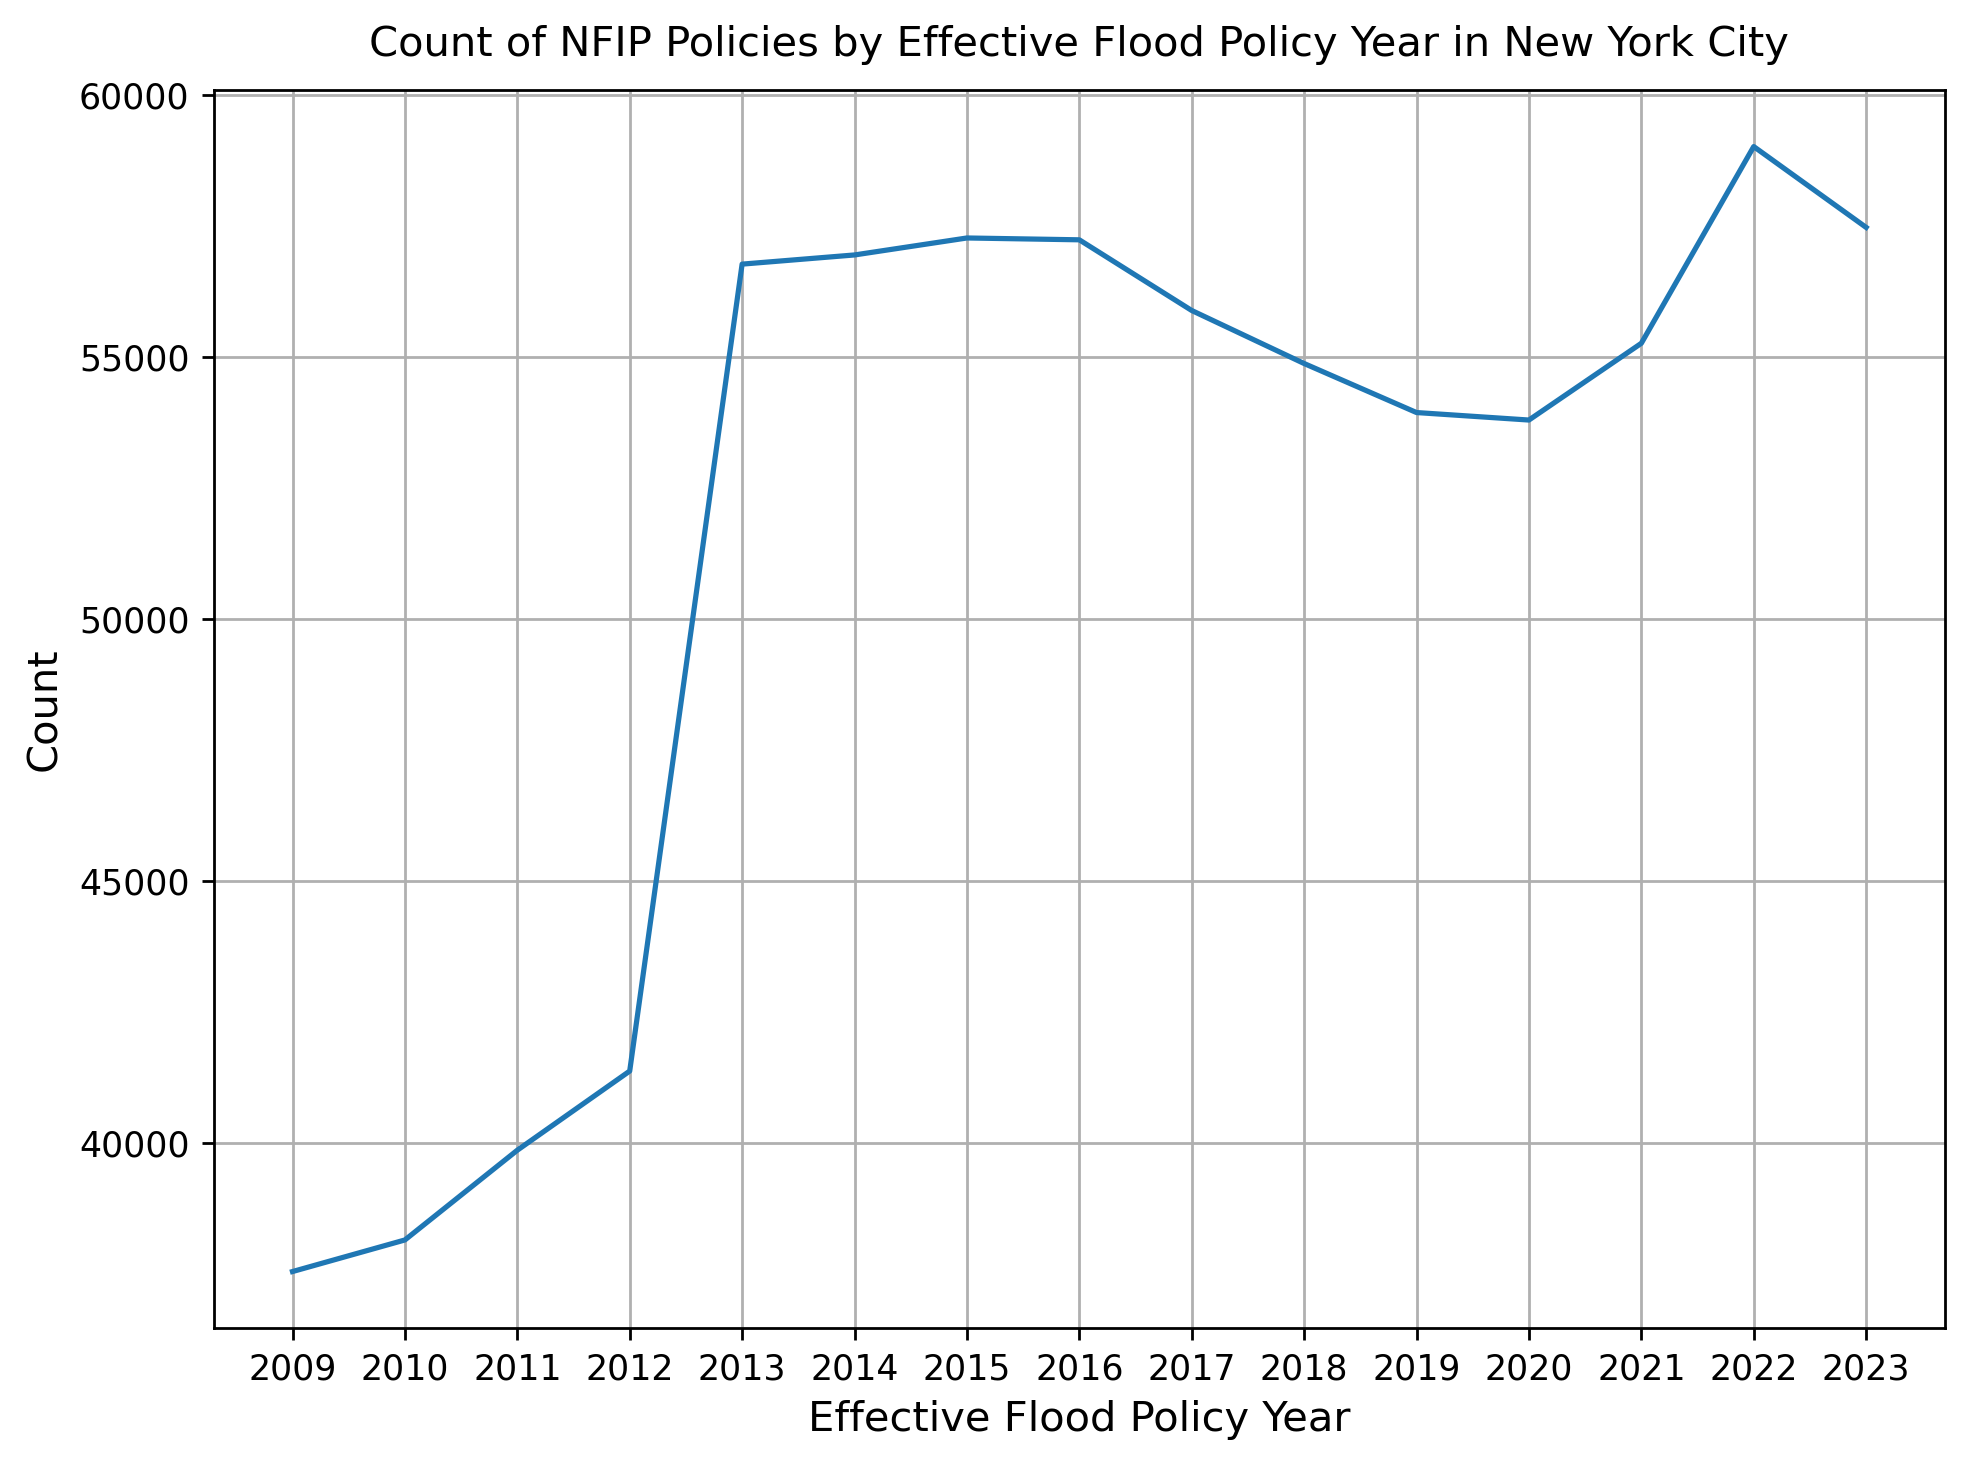 Count of NFIP Policies by Effective Flood Policy Year in New York City
60000
55000
50000
45000
40000
Count
2009 2010 2011 2012 2013 2014 2015 2016 2017 2018 2019 2020 2021 2022 2023
Effective Flood Policy Year